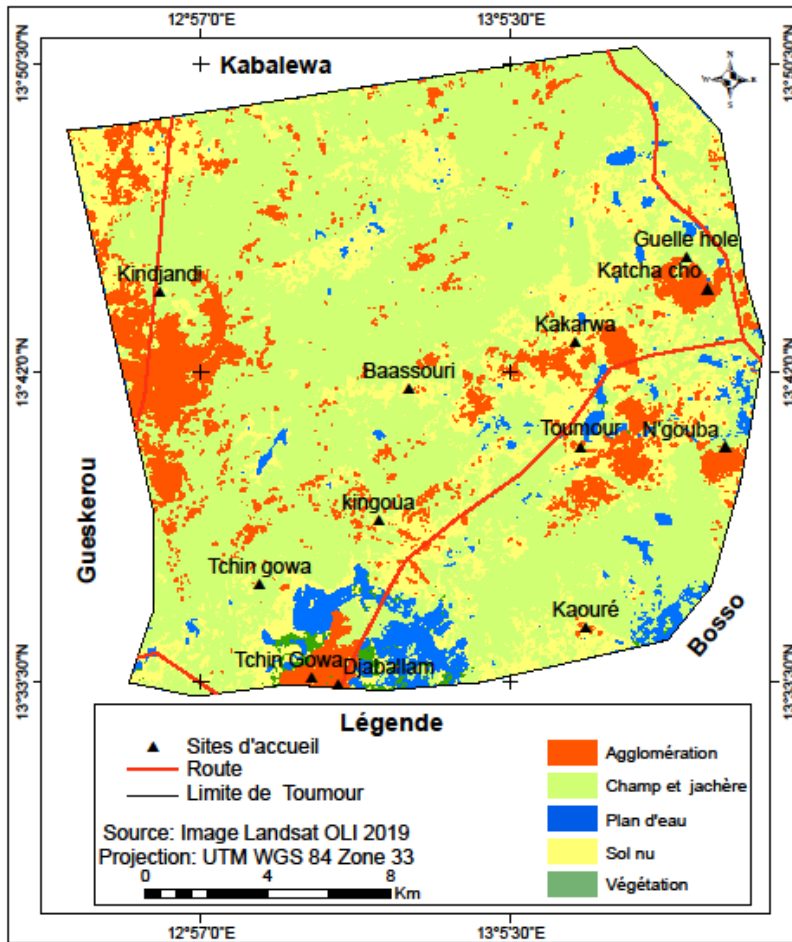 12°57'0"E 13°5'30"E
13°50'30"N 13°50'30"N
Kabalewa
N
W E
S
Guelle hole
Kindjandi
Katcha cho
Kakarwa
13°42'0"N 13°42'0"N
Baassouri
Toumour N'gouba
Gueskerou
kingoua
Tchin gowa
Kaouré
Bosso
Tchin Gowa
Djaballam
13°33'30"N 13°33'30"N
Légende
Sites d'accueil
Route
Limite de Toumour
Source: Image Landsat OLI 2019
Projection: UTM WGS 84 Zone 33
0 4 8
Km
Agglomération
Champ et jachère
Plan d'eau
Sol nu
Végétation
12°57'0"E 13°5'30"E